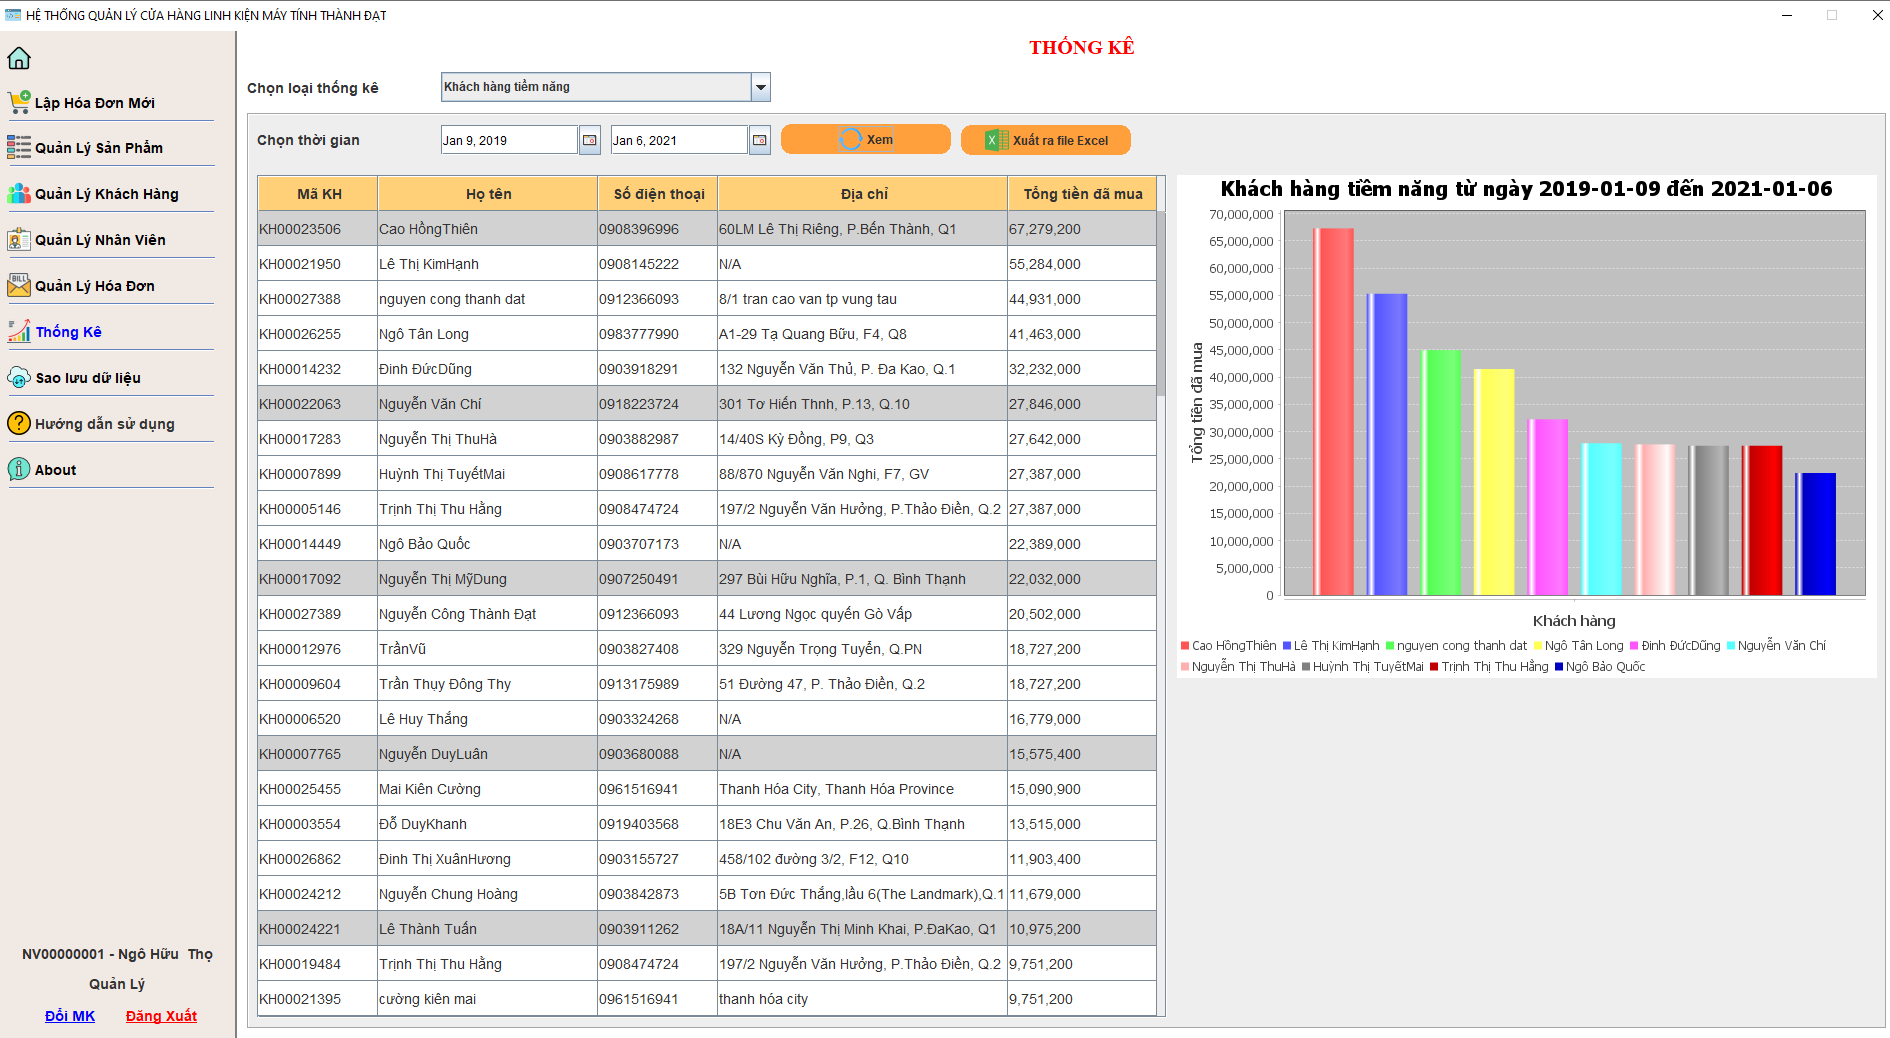 HỆ THỐNG QUẢN LÝ CỬA HÀNG LINH KIỆN MÁY TÍNH THÀNH ĐẠT
Lập Hóa Đơn Mới
Quản Lý Sản Phẩm
Quản Lý Khách Hàng
Quản Lý Nhân Viên
BILL
Quản Lý Hóa Đơn
Thống Kê
Sao lưu dữ liệu
Hướng dẫn sử dụng
About
NV00000001 - Ngô Hữu Thọ
Quản Lý
Đổi MK Đăng Xuất
THỐNG KÊ
Chọn loại thống kê Khách hàng tiềm năng
Chọn thời gian Jan 9, 2019 Jan 6, 2021 Xem Xuất ra file Excel
Mã KH Họ tên Số điện thoại Địa chỉ Tổng tiền đã mua
KH00023506 Cao HồngThiên 0908396996 60LM Lê Thị Riêng, P.Bến Thành, Q1 67,279,200
KH00021950 Lê Thị KimHạnh 0908145222 N/A 55,284,000
KH00027388 nguyen cong thanh dat 0912366093 8/1 tran cao van tp vung tau 44,931,000
KH00026255 Ngô Tân Long 0983777990 A1-29 Tạ Quang Bữu, F4, Q8 41,463,000
KH00014232 Đinh ĐứcDũng 0903918291 132 Nguyễn Văn Thủ, P. Đa Kao, Q.1 32,232,000
KH00022063 Nguyễn Văn Chí 0918223724 301 Tơ Hiến Thnh, P.13, Q.10 27,846,000
KH00017283 Nguyễn Thị ThuHà 0903882987 14/40S Kỳ Đồng, P9, Q3 27,642,000
KH00007899 Huỳnh Thị TuyếtMai 0908617778 88/870 Nguyễn Văn Nghi, F7, GV 27,387,000
KH00005146 Trịnh Thị Thu Hằng 0908474724 197/2 Nguyễn Văn Hưởng, P.Thảo Điền, Q.2 27,387,000
KH00014449 Ngô Bảo Quốc 0903707173 N/A 22,389,000
KH00017092 Nguyễn Thị MỹDung 0907250491 297 Bùi Hữu Nghĩa, P.1, Q. Bình Thạnh 22,032,000
KH00027389 Nguyễn Công Thành Đạt 0912366093 44 Lương Ngọc quyến Gò Vấp 20,502,000
KH00012976 TrầnVũ 0903827408 329 Nguyễn Trọng Tuyển, Q.PN 18,727,200
KH00009604 Trần Thụy Đông Thy 0913175989 51 Đường 47, P. Thảo Điền, Q.2 18,727,200
KH00006520 Lê Huy Thắng 0903324268 N/A 16,779,000
KH00007765 Nguyễn DuyLuân 0903680088 N/A 15,575,400
KH00025455 Mai Kiên Cường 0961516941 Thanh Hóa City, Thanh Hóa Province 15,090,900
KH00003554 Đỗ DuyKhanh 0919403568 18E3 Chu Văn An, P.26, Q.Bình Thạnh 13,515,000
KH00026862 Đinh Thị XuânHương 0903155727 458/102 đường 3/2, F12, Q10 11,903,400
KH00024212 Nguyễn Chung Hoàng 0903842873 5B Tơn Đức Thắng,lầu 6(The Landmark),Q.1 11,679,000
KH00024221 Lê Thành Tuấn 0903911262 18A/11 Nguyễn Thị Minh Khai, P.ĐaKao, Q1 10,975,200
KH00019484 Trịnh Thị Thu Hằng 0908474724 197/2 Nguyễn Văn Hưởng, P.Thảo Điền, Q.2 9,751,200
KH00021395 cường kiên mai 0961516941 thanh hóa city 9,751,200
Khách hàng tiềm năng từ ngày 2019-01-09 đến 2021-01-06
70,000,000
65,000,000
60,000,000
55,000,000
50,000,000
45,000,000
40,000,000
35,000,000
30,000,000
25,000,000
20,000,000
15,000,000
10,000,000
5,000,000
0
Tổng tiền đã mua
Khách hàng
Cao HồngThiên Lê Thị KimHạnh nguyen cong thanh dat Ngô Tân Long Đinh ĐứcDũng Nguyễn Văn Chí
Nguyễn Thị ThuHà Huỳnh Thị TuyếtMai Trịnh Thị Thu Hằng Ngô Bảo Quốc